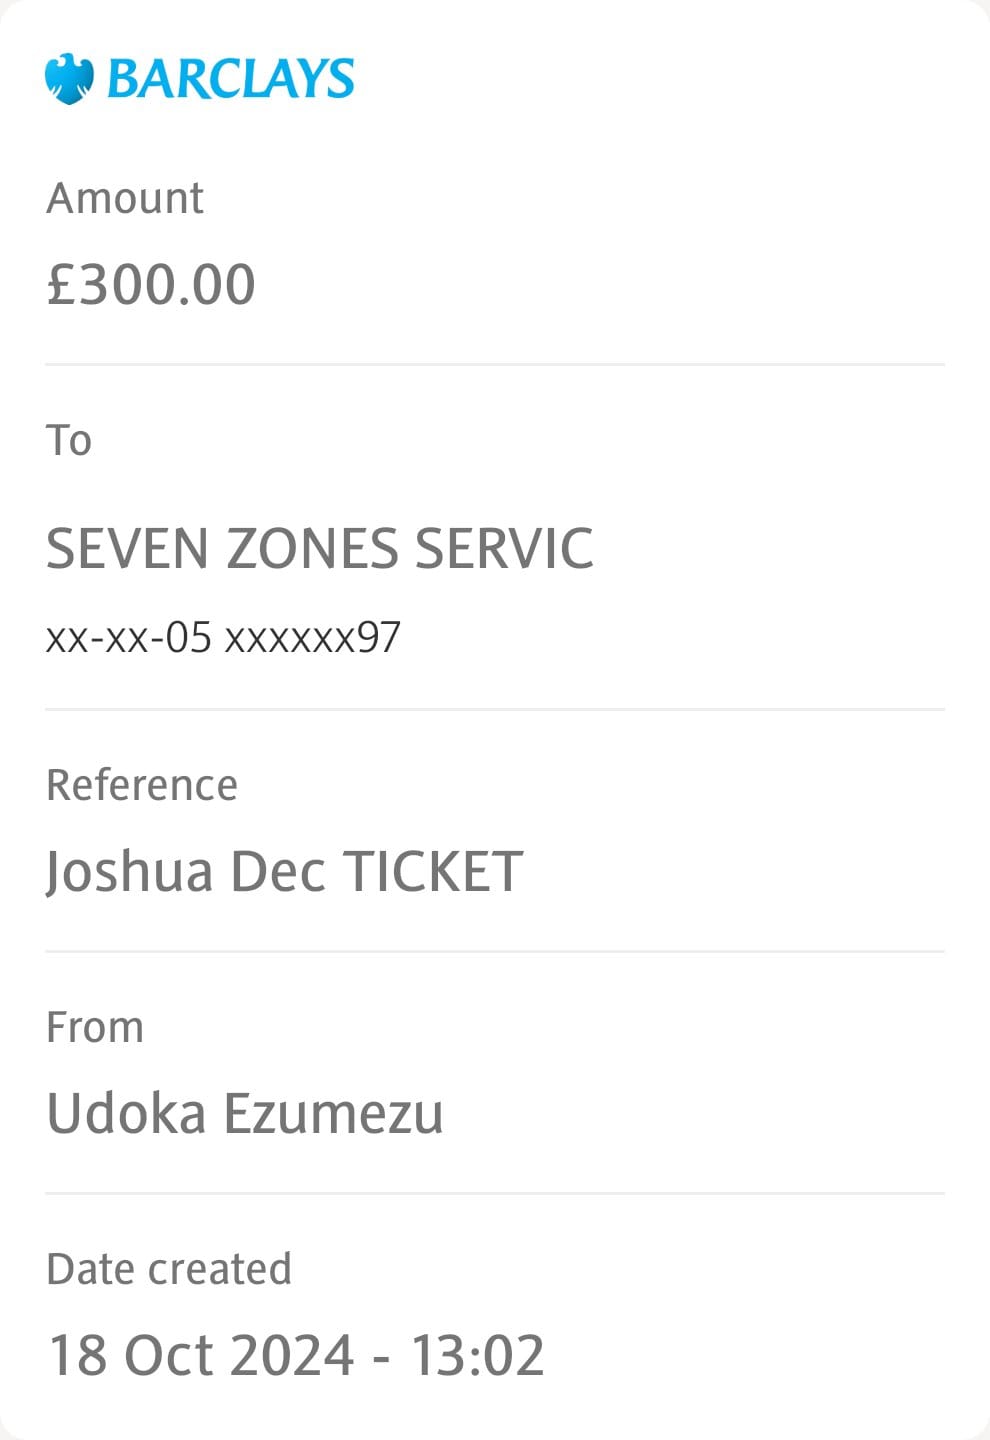 BARCLAYS
Amount
£300.00
To
SEVEN ZONES SERVIC
xx-xx-05 xxxxxx97
Reference
Joshua Dec TICKET
From
Udoka Ezumezu
Date created
18 Oct 2024 - 13:02